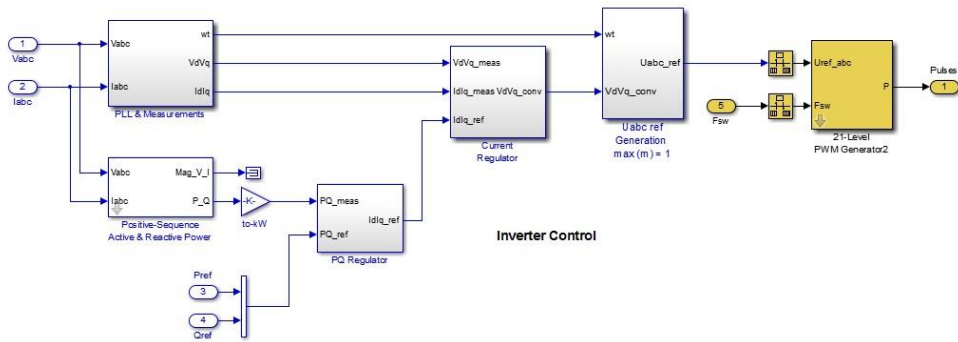 1
Vabc
2
Iabc
Vabc
Iabc
wt
VdVq
IdIq
PLL & Measurements
Vabc
Iabc
Mag_V_I
P_Q
Positive-Sequence
Active & Reactive Power
-K-
to-kW
Pref
3
4
Qref
PQ_meas
PQ_ref
IdIq_ref
PQ Regulator
VdVq_meas
IdIq_meas
VdVq_conv
IdIq_ref
Current
Regulator
wt
Uabc_ref
VdVq_conv
Uabc ref
Generation
max (m) = 1
5
Fsw
Uref_abc
Fsw
P
21-Level
PWM Generator2
Pulses
1
Inverter Control